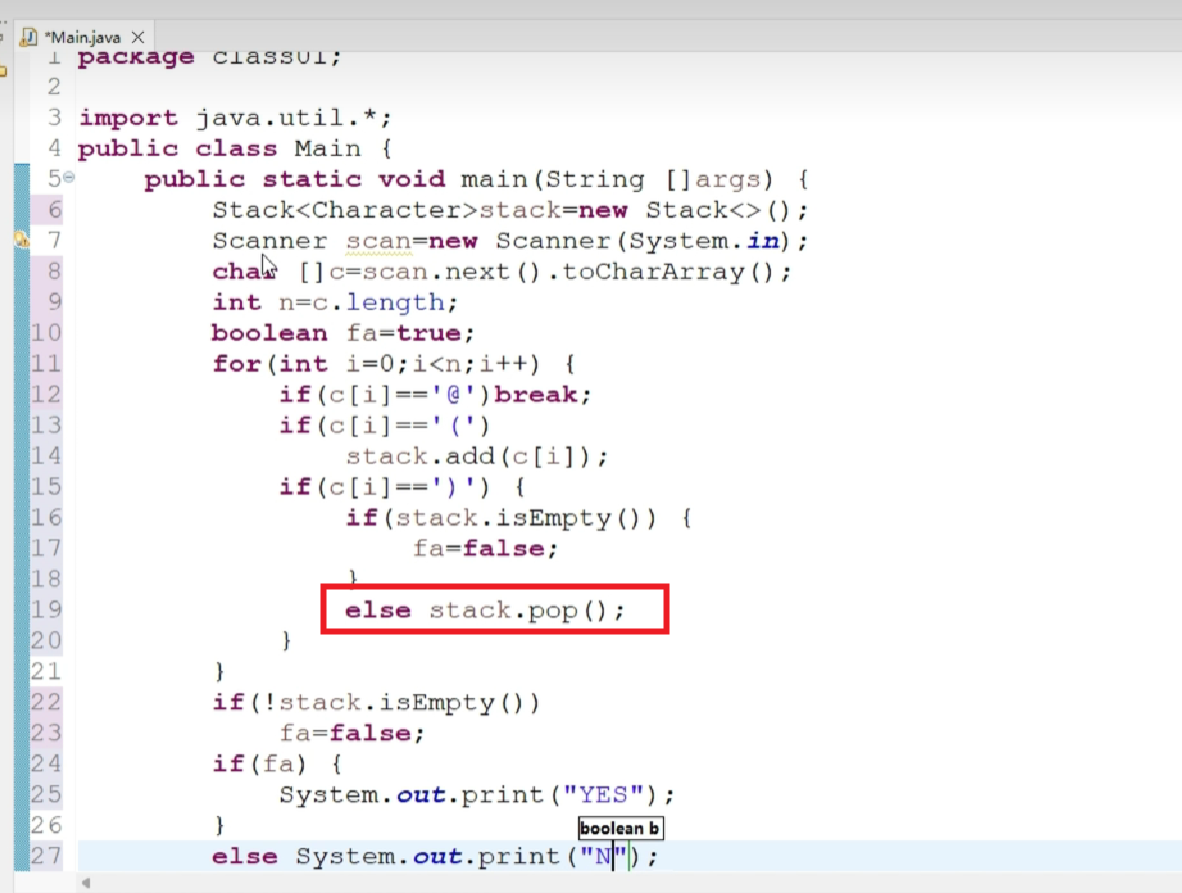 *Main.java
1 package class01;
2
3 import java.util.*;
4 public class Main {
5 public static void main(String []args) {
6 Stack<Character>stack=new Stack<>();
7 Scanner scan=new Scanner(System.in);
8 char []c=scan.next().toCharArray();
9 int n=c.length;
10 boolean fa=true;
11 for(int i=0;i<n;i++) {
12 if(c[i]=='@')break;
13 if(c[i]=='(')
14 stack.add(c[i]);
15 if(c[i]==')') {
16 if(stack.isEmpty()) {
17 fa=false;
18 }
19 else stack.pop();
20 }
21 }
22 if(!stack.isEmpty())
23 fa=false;
24 if(fa) {
25 System.out.print("YES");
26 }
boolean b
27 else System.out.print("N");